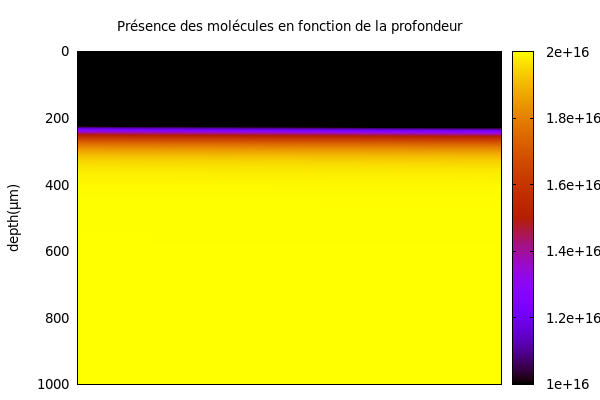 Présence des molécules en fonction de la profondeur
0
200
400
600
800
1000
depth(μm)
2e+16
1.8e+16
1.6e+16
1.4e+16
1.2e+16
1e+16